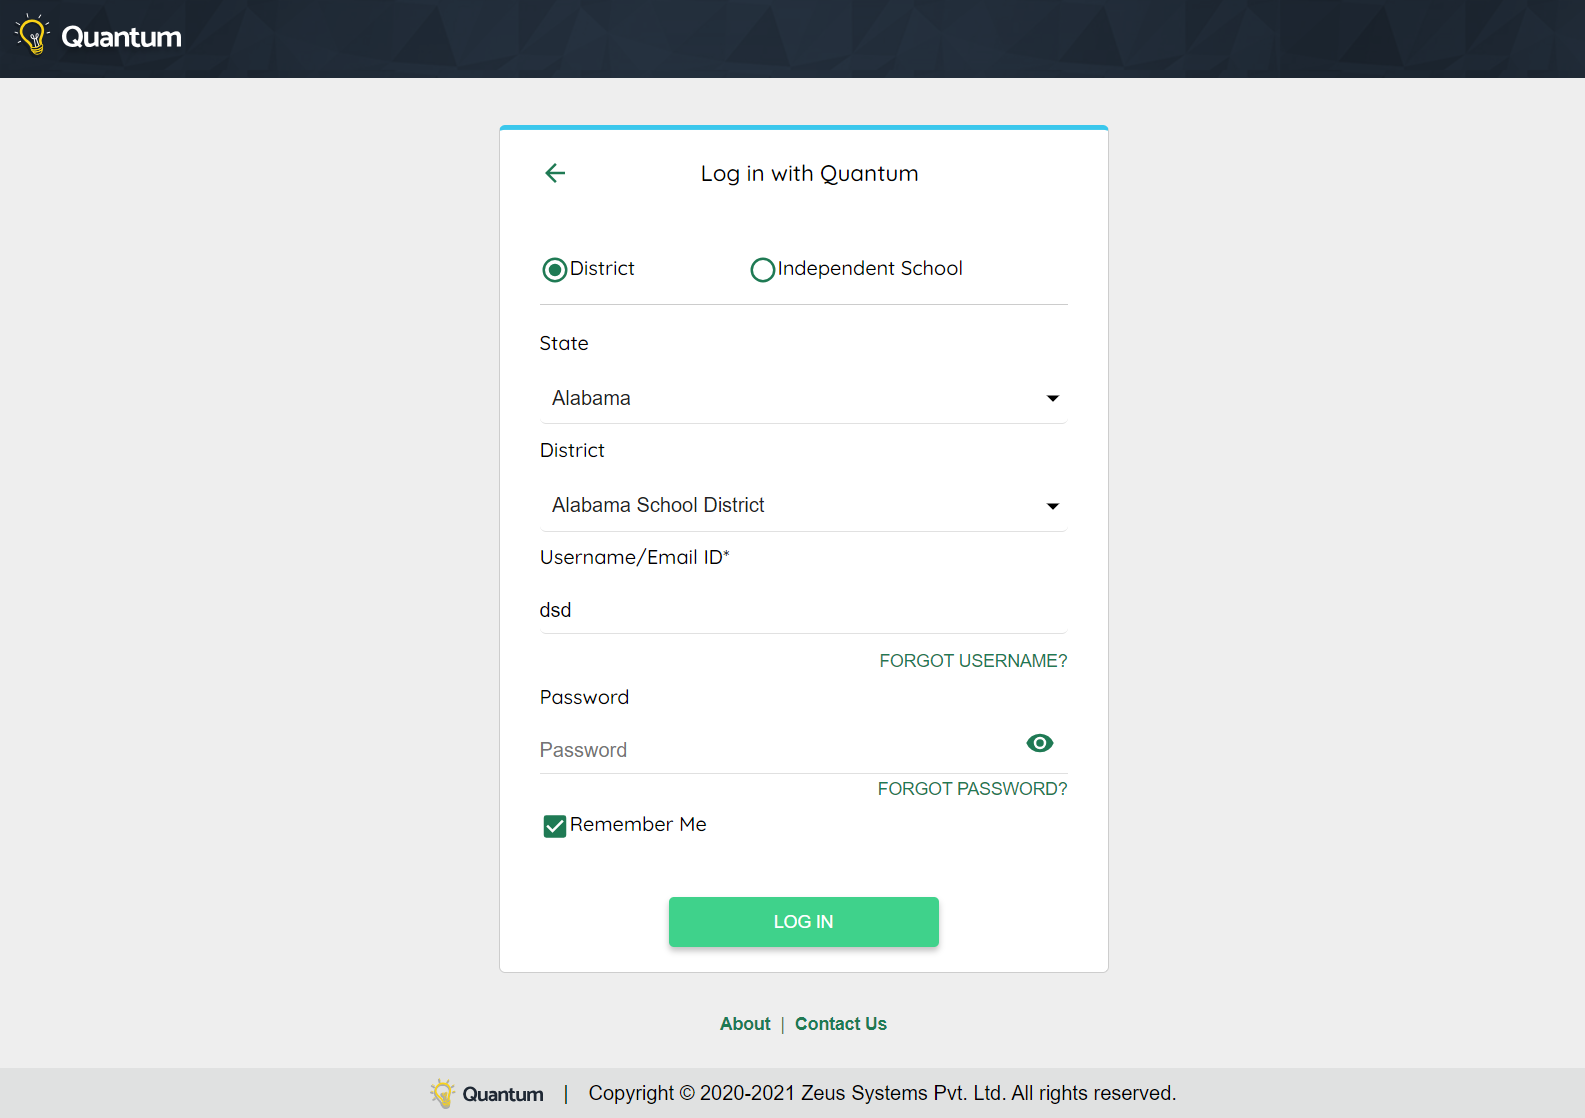 Quantum
Log in with Quantum
District
Independent School
State
Alabama
District
Alabama School District
Username/Email ID*
dsd
FORGOT USERNAME?
Password
Password
FORGOT PASSWORD?
Remember Me
LOG IN
About | Contact Us
Quantum | Copyright © 2020-2021 Zeus Systems Pvt. Ltd. All rights reserved.